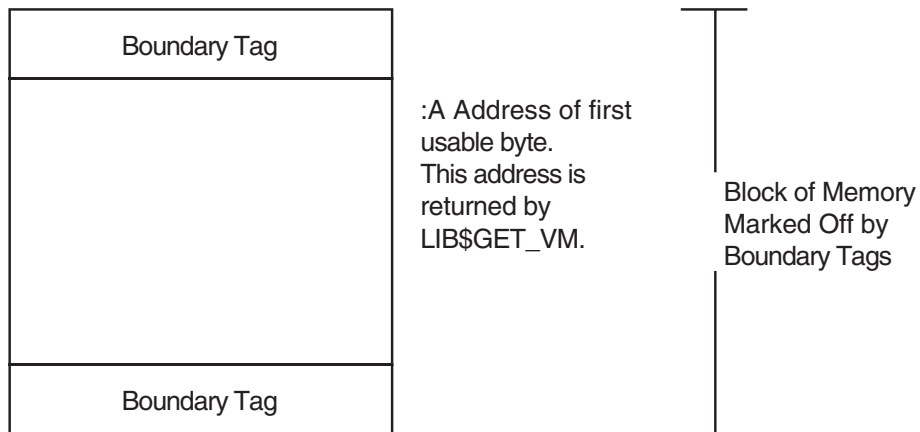 Boundary Tag
:A Address of first
usable byte.
This address is
returned by
LIB$GET_VM.
Block of Memory
Marked Off by
Boundary Tags
Boundary Tag